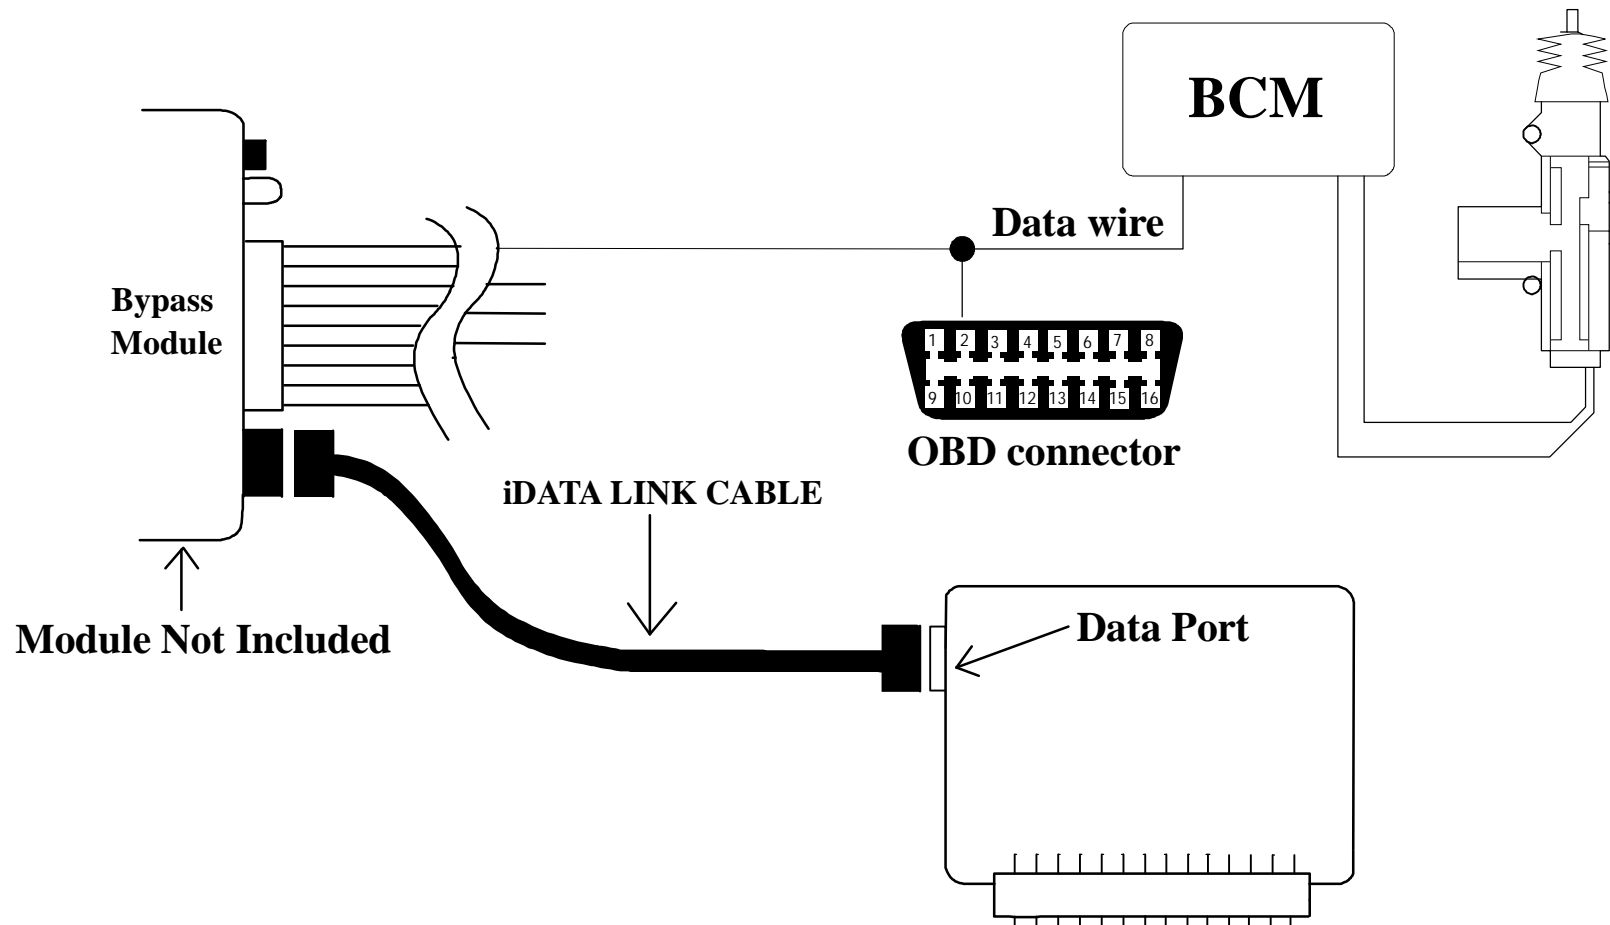 BCM
Data wire
Bypass
Module
1 2 3 4 5 6 7 8
9 10 11 12 13 14 15 16
OBD connector
iDATA LINK CABLE
Module Not Included
Data Port